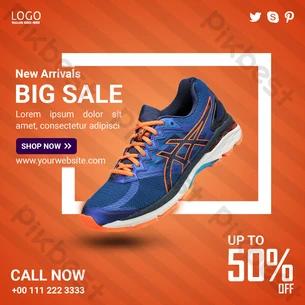 LOGO
New Arrivals
BIG SALE
Lorem ipsum dolor
sit amet, consectetur
SHOP NOW
www.yourwebsite.com
UP TO
50%
OFF
CALL NOW
+00 111 222 3333
pikbest